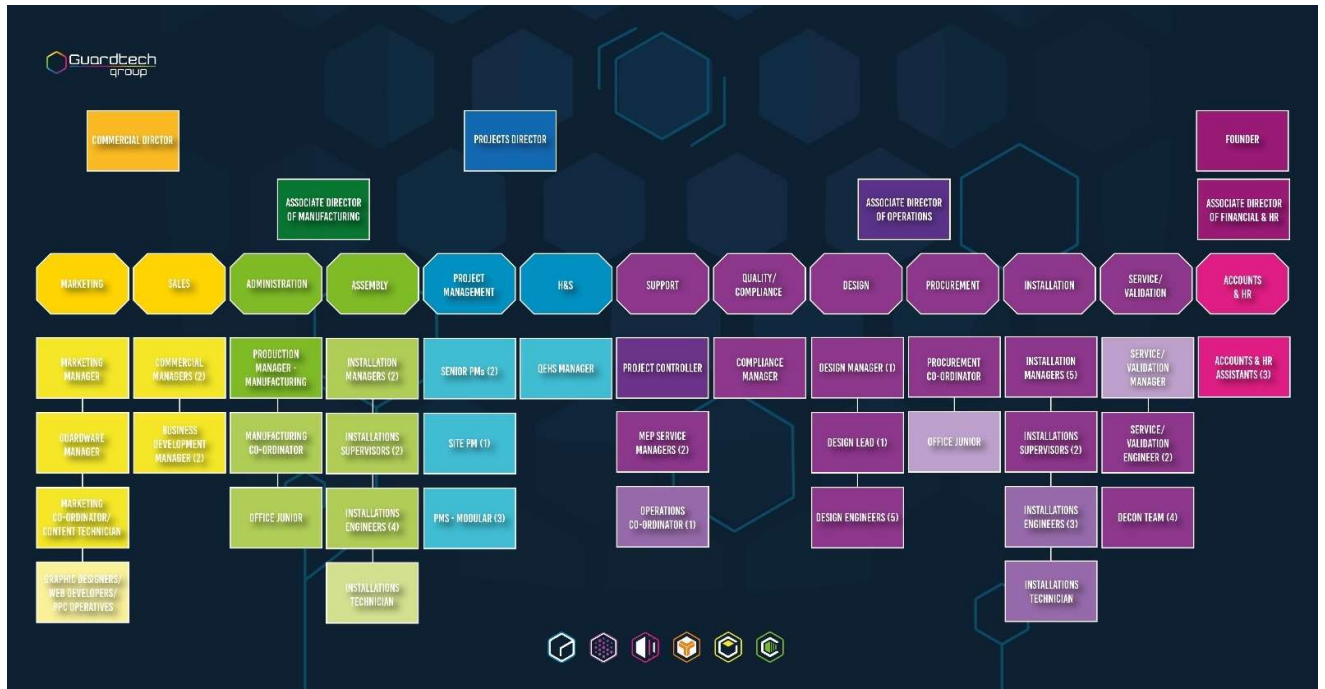 Guardtech
group
COMMERCIAL DIRCTOR
PROJECTS DIRECTOR
FOUNDER
ASSOCIATE DIRECTOR
OF MANUFACTURING
ASSOCIATE DIRECTOR
OF OPERATIONS
ASSOCIATE DIRECTOR
OF FINANCIAL & HR
MARKETING
SALES
ADMINISTRATION
ASSEMBLY
PROJECT
MANAGEMENT
H&S
SUPPORT
QUALITY/
COMPLIANCE
DESIGN
PROCUREMENT
INSTALLATION
SERVICE/
VALIDATION
ACCOUNTS
& HR
MARKETING
MANAGER
COMMERCIAL
MANAGERS (2)
PRODUCTION
MANAGER -
MANUFACTURING
INSTALLATION
MANAGERS (2)
SENIOR PMs (2)
QEHS MANAGER
PROJECT CONTROLLER
COMPLIANCE
MANAGER
DESIGN MANAGER (1)
PROCUREMENT
CO-ORDINATOR
INSTALLATION
MANAGERS (5)
SERVICE/
VALIDATION
MANAGER
ACCOUNTS & HR
ASSISTANTS (3)
GUARDWARE
MANAGER
BUSINESS
DEVELOPMENT
MANAGER (2)
MANUFACTURING
CO-ORDINATOR
INSTALLATIONS
SUPERVISORS (2)
SITE PM (1)
MEP SERVICE
MANAGERS (2)
DESIGN LEAD (1)
OFFICE JUNIOR
INSTALLATIONS
SUPERVISORS (2)
SERVICE/
VALIDATION
ENGINEER (2)
MARKETING
CO-ORDINATOR/
CONTENT TECHNICIAN
OFFICE JUNIOR
INSTALLATIONS
ENGINEERS (4)
PMS - MODULAR (3)
OPERATIONS
CO-ORDINATOR (1)
DESIGN ENGINEERS (5)
INSTALLATIONS
ENGINEERS (3)
DECON TEAM (4)
GRAPHIC DESIGNERS/
WEB DEVELOPERS/
PPC OPERATIVES
INSTALLATIONS
TECHNICIAN
INSTALLATIONS
TECHNICIAN